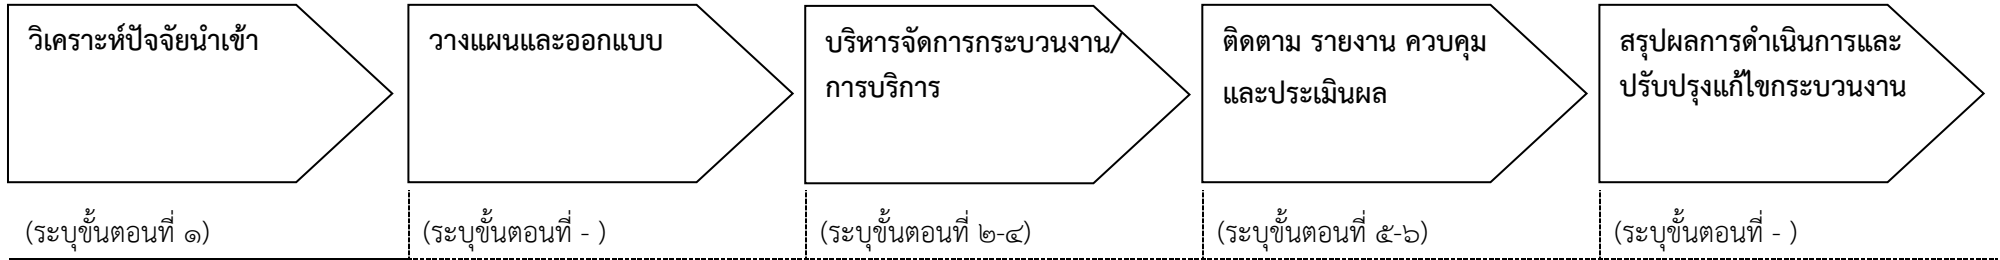 วิเคราะห์ปัจจัยนำเข้า
วางแผนและออกแบบ
บริหารจัดการกระบวนงาน/
การบริการ
ติดตาม รายงาน ควบคุม
และประเมินผล
สรุปผลการดำเนินการและ
ปรับปรุงแก้ไขกระบวนงาน
(ระบุขั้นตอนที่ ๑)
(ระบุขั้นตอนที่ - )
(ระบุขั้นตอนที่ ๒-๔)
(ระบุขั้นตอนที่ ๕-๖)
(ระบุขั้นตอนที่ - )